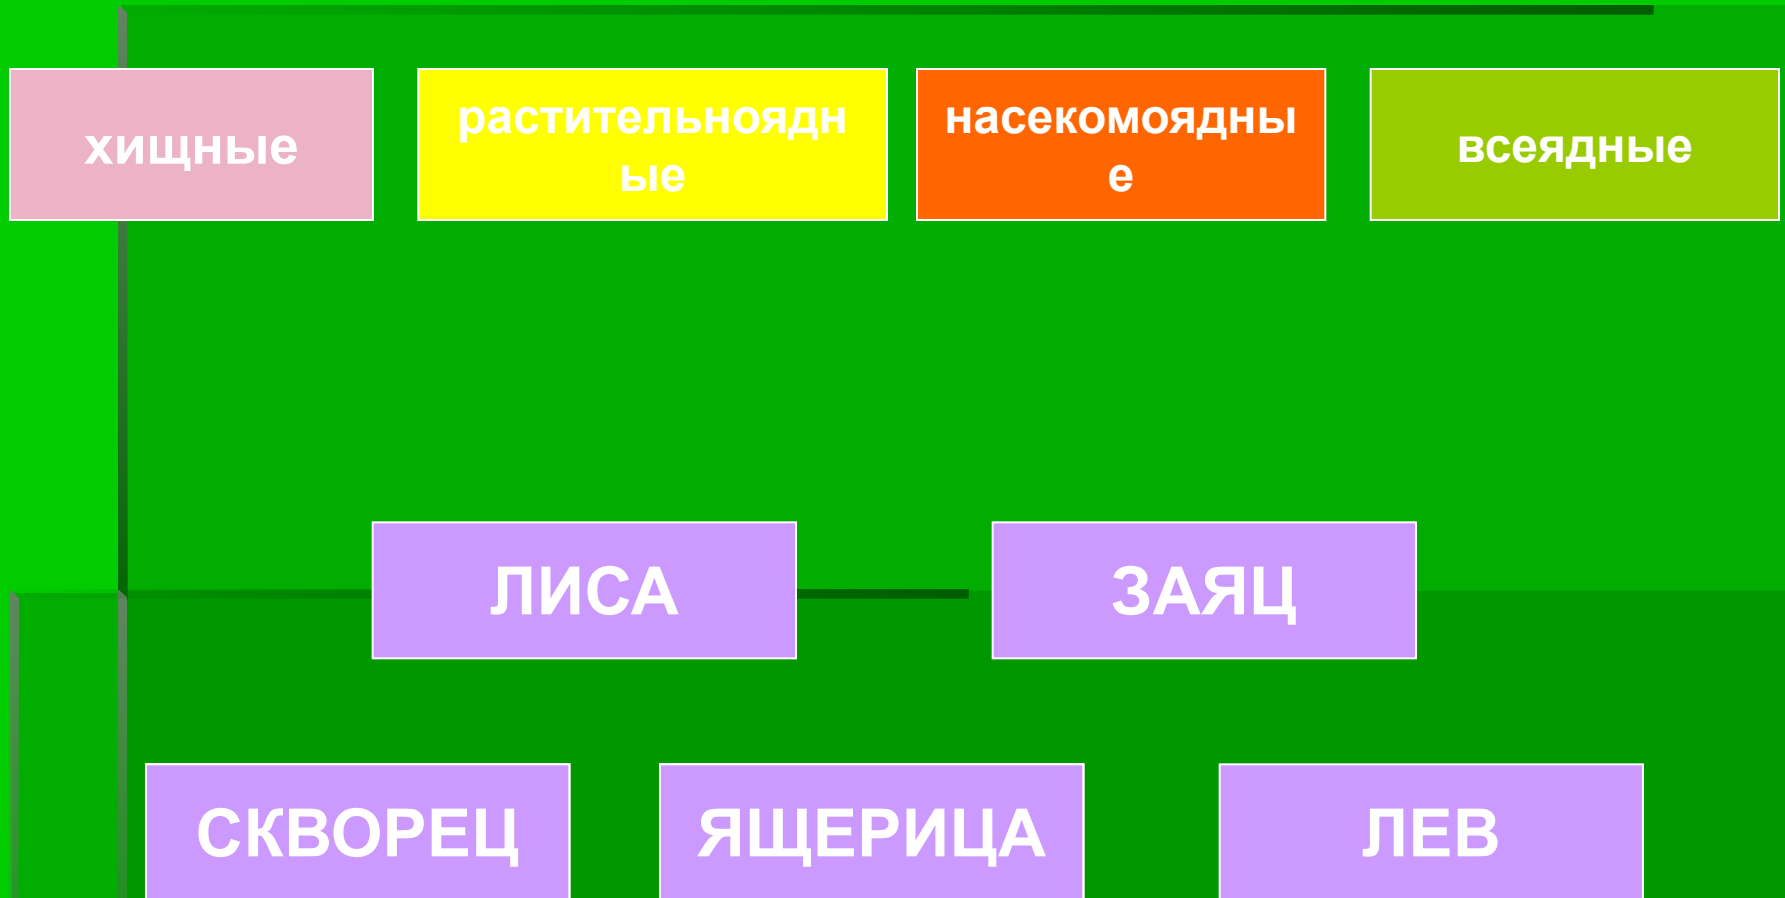 хищные
растительноядн
ые
насекомоядны
е
всеядные
ЛИСА
ЗАЯЦ
СКВОРЕЦ
ЯЩЕРИЦА
ЛЕВ